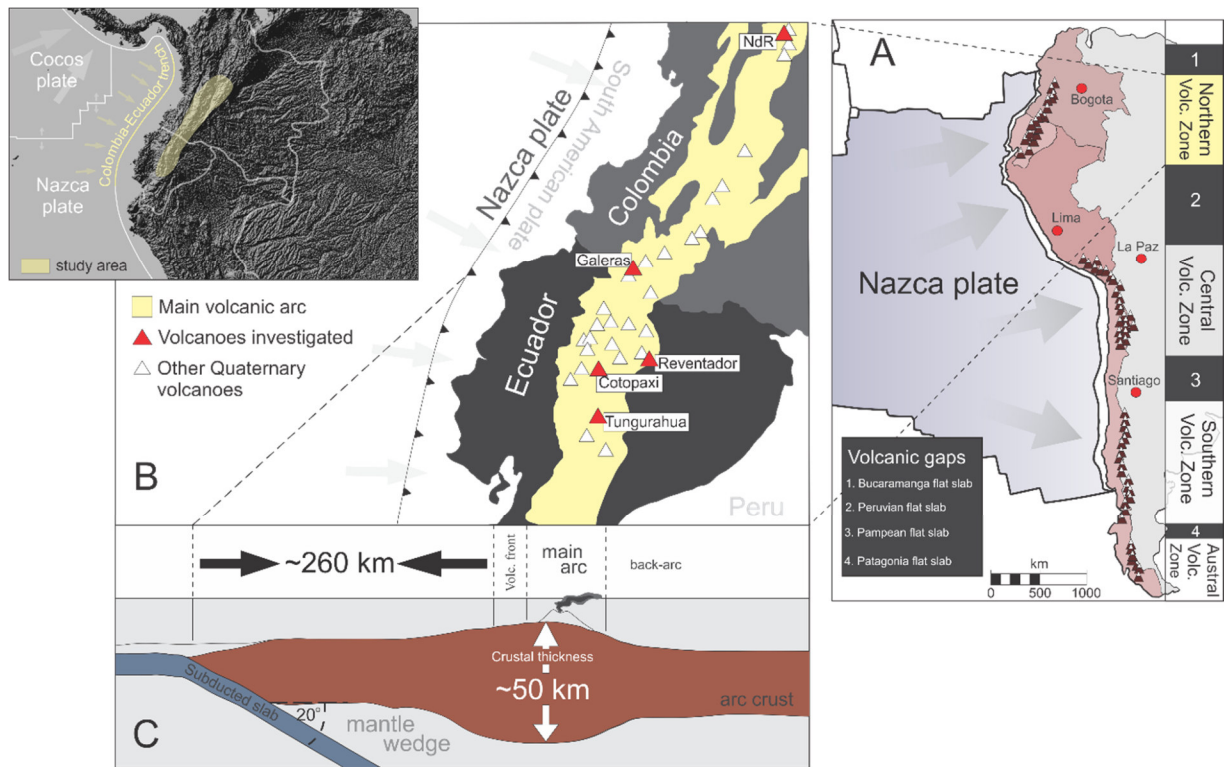 Cocos
plate
Colombia-Ecuador trench
Nazca
plate
study area
B
NdR
Nazca plate
South American plate
Colombia
Galeras
Ecuador
Reventador
Cotopaxi
Tungurahua
Peru
Main volcanic arc
Volcanoes investigated
Other Quaternary
volcanoes
B
A
1
Northern
Volc. Zone
2
Central
Volc. Zone
3
Southern
Volc. Zone
4
Austral
Volc.
Zone
Bogota
Lima
La Paz
Nazca plate
Santiago
Volcanic gaps
1. Bucaramanga flat slab
2. Peruvian flat slab
3. Pampean flat slab
4. Patagonia flat slab
km
0 500 1000
~260 km
Volc. front
main
arc
back-arc
Crustal thickness
~50 km
Subducted slab
20°
mantle
wedge
arc crust
C